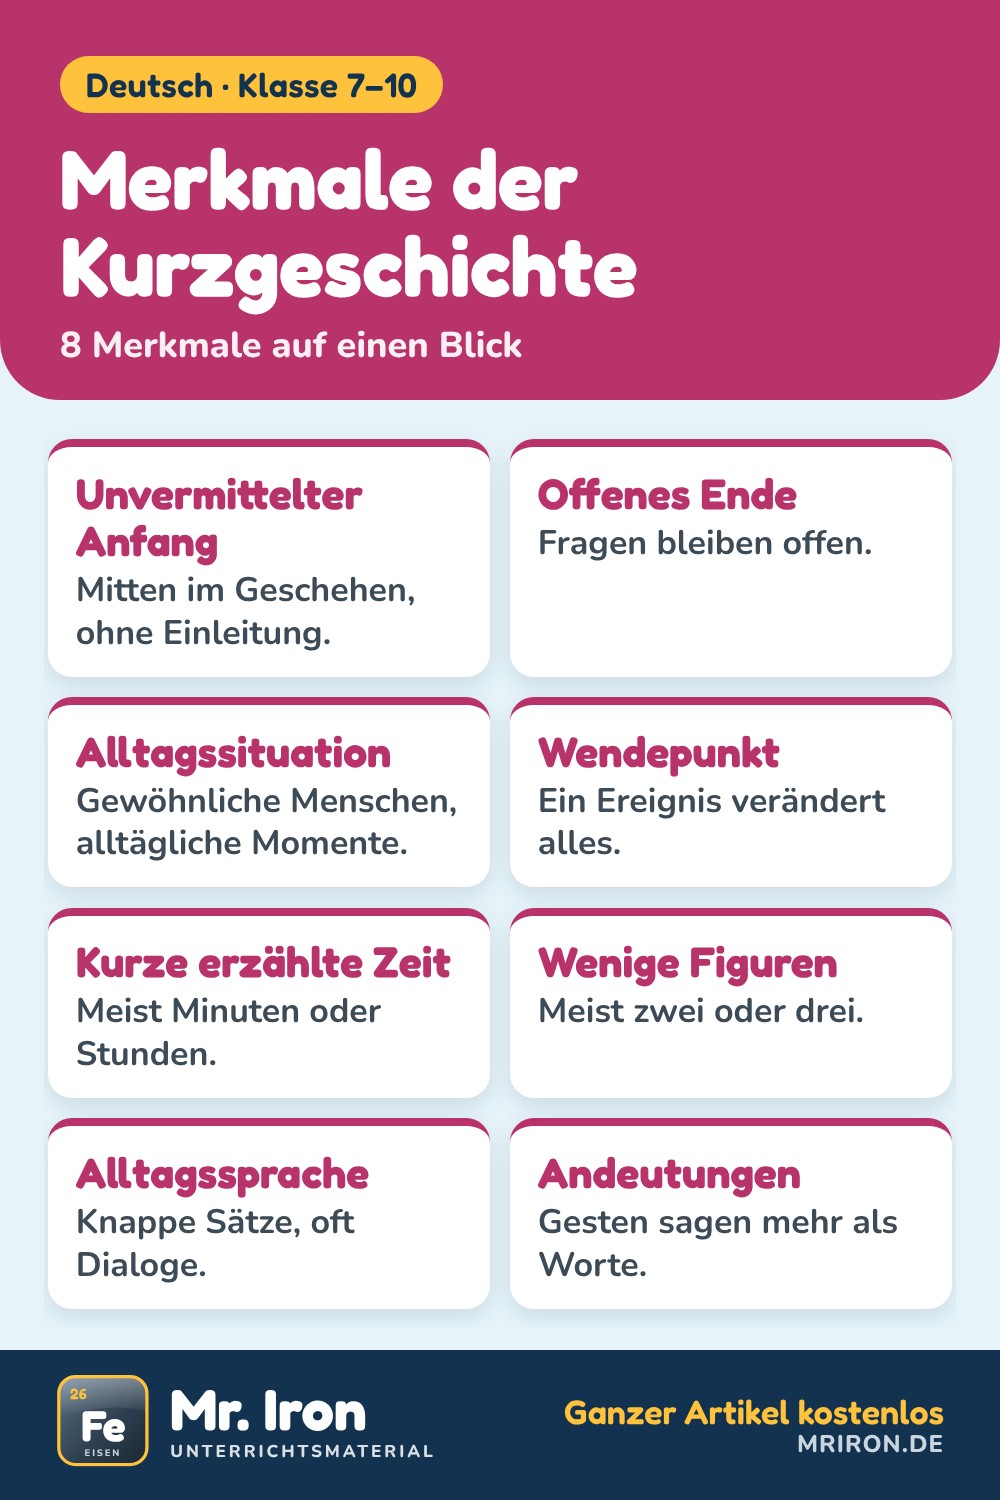 Deutsch · Klasse 7–10
Merkmale der
Kurzgeschichte
8 Merkmale auf einen Blick
Unvermittelter
Anfang
Mitten im Geschehen,
ohne Einleitung.
Offenes Ende
Fragen bleiben offen.
Alltagssituation
Gewöhnliche Menschen,
alltägliche Momente.
Wendepunkt
Ein Ereignis verändert
alles.
Kurze erzählte Zeit
Meist Minuten oder
Stunden.
Wenige Figuren
Meist zwei oder drei.
Alltagssprache
Knappe Sätze, oft
Dialoge.
Andeutungen
Gesten sagen mehr als
Worte.
26
Fe
EISEN
Mr. Iron
UNTERRICHTSMATERIAL
Ganzer Artikel kostenlos
MRIRON.DE